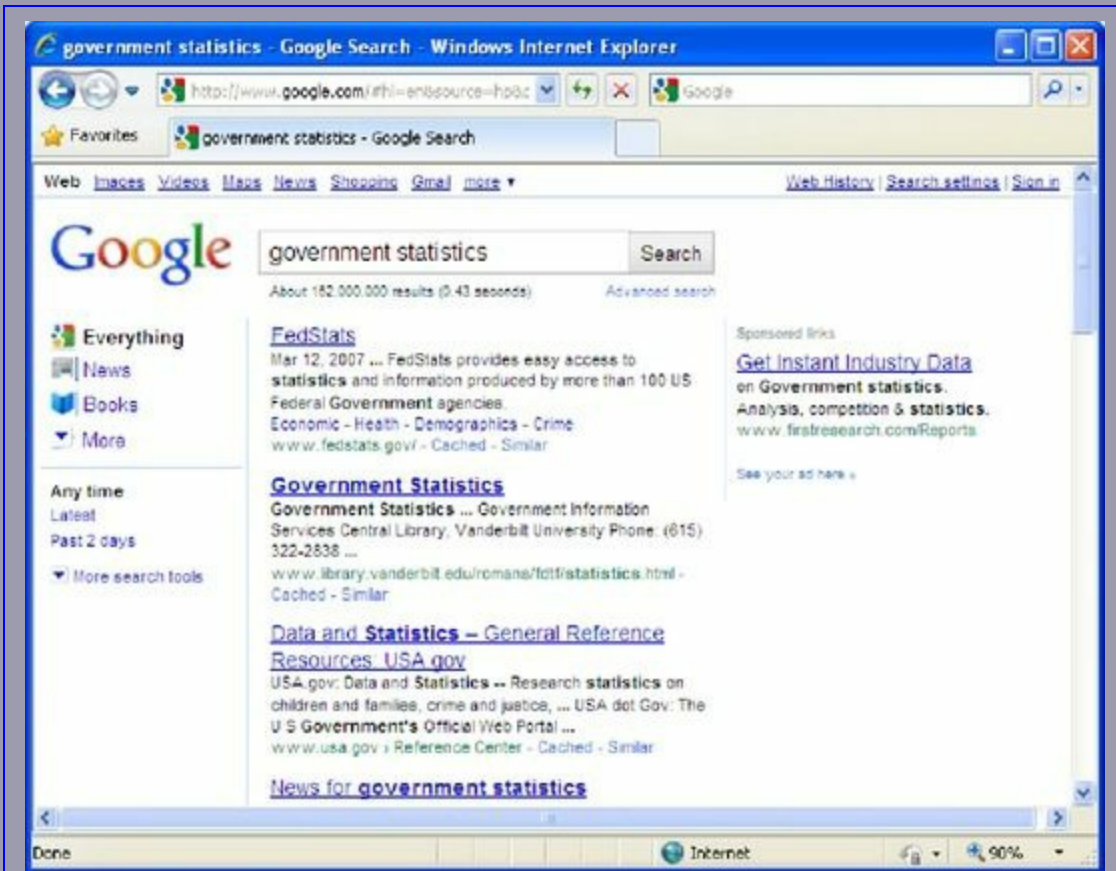 government statistics - Google Search - Windows Internet Explorer
http://www.google.com/#hl=en&source=hp&c
Google
Favorites
government statistics - Google Search
Web Images Videos Maps News Shopping Gmail more
Web History | Search settings | Sign in
Google
government statistics
Search
About 162,000,000 results (0.43 seconds)
Advanced search
Everything
News
Books
More
Any time
Latest
Past 2 days
More search tools
FedStats
Mar 12, 2007 ... FedStats provides easy access to
statistics and information produced by more than 100 US
Federal Government agencies.
Economic - Health - Demographics - Crime
www.fedstats.gov/ - Cached - Similar
Government Statistics
Government Statistics ... Government Information
Services Central Library, Vanderbilt University Phone: (615)
322-2838 ...
www.library.vanderbilt.edu/romans/fdtf/statistics.html -
Cached - Similar
Data and Statistics – General Reference
Resources: USA.gov
USA.gov: Data and Statistics -- Research statistics on
children and families, crime and justice, ... USA dot Gov: The
U S Government's Official Web Portal ...
www.usa.gov › Reference Center - Cached - Similar
News for government statistics
Sponsored links
Get Instant Industry Data
on Government statistics.
Analysis, competition & statistics.
www.firstresearch.com/Reports
See your ad here »
Done
Internet
90%